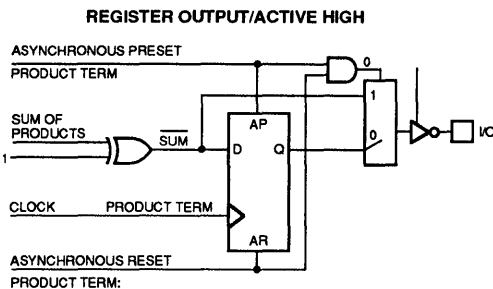 REGISTER OUTPUT/ACTIVE HIGH
ASYNCHRONOUS PRESET
PRODUCT TERM
0
1
AP
SUM OF
PRODUCTS
SUM
D
Q
0
I/O
1
CLOCK
PRODUCT TERM
AR
ASYNCHRONOUS RESET
PRODUCT TERM: